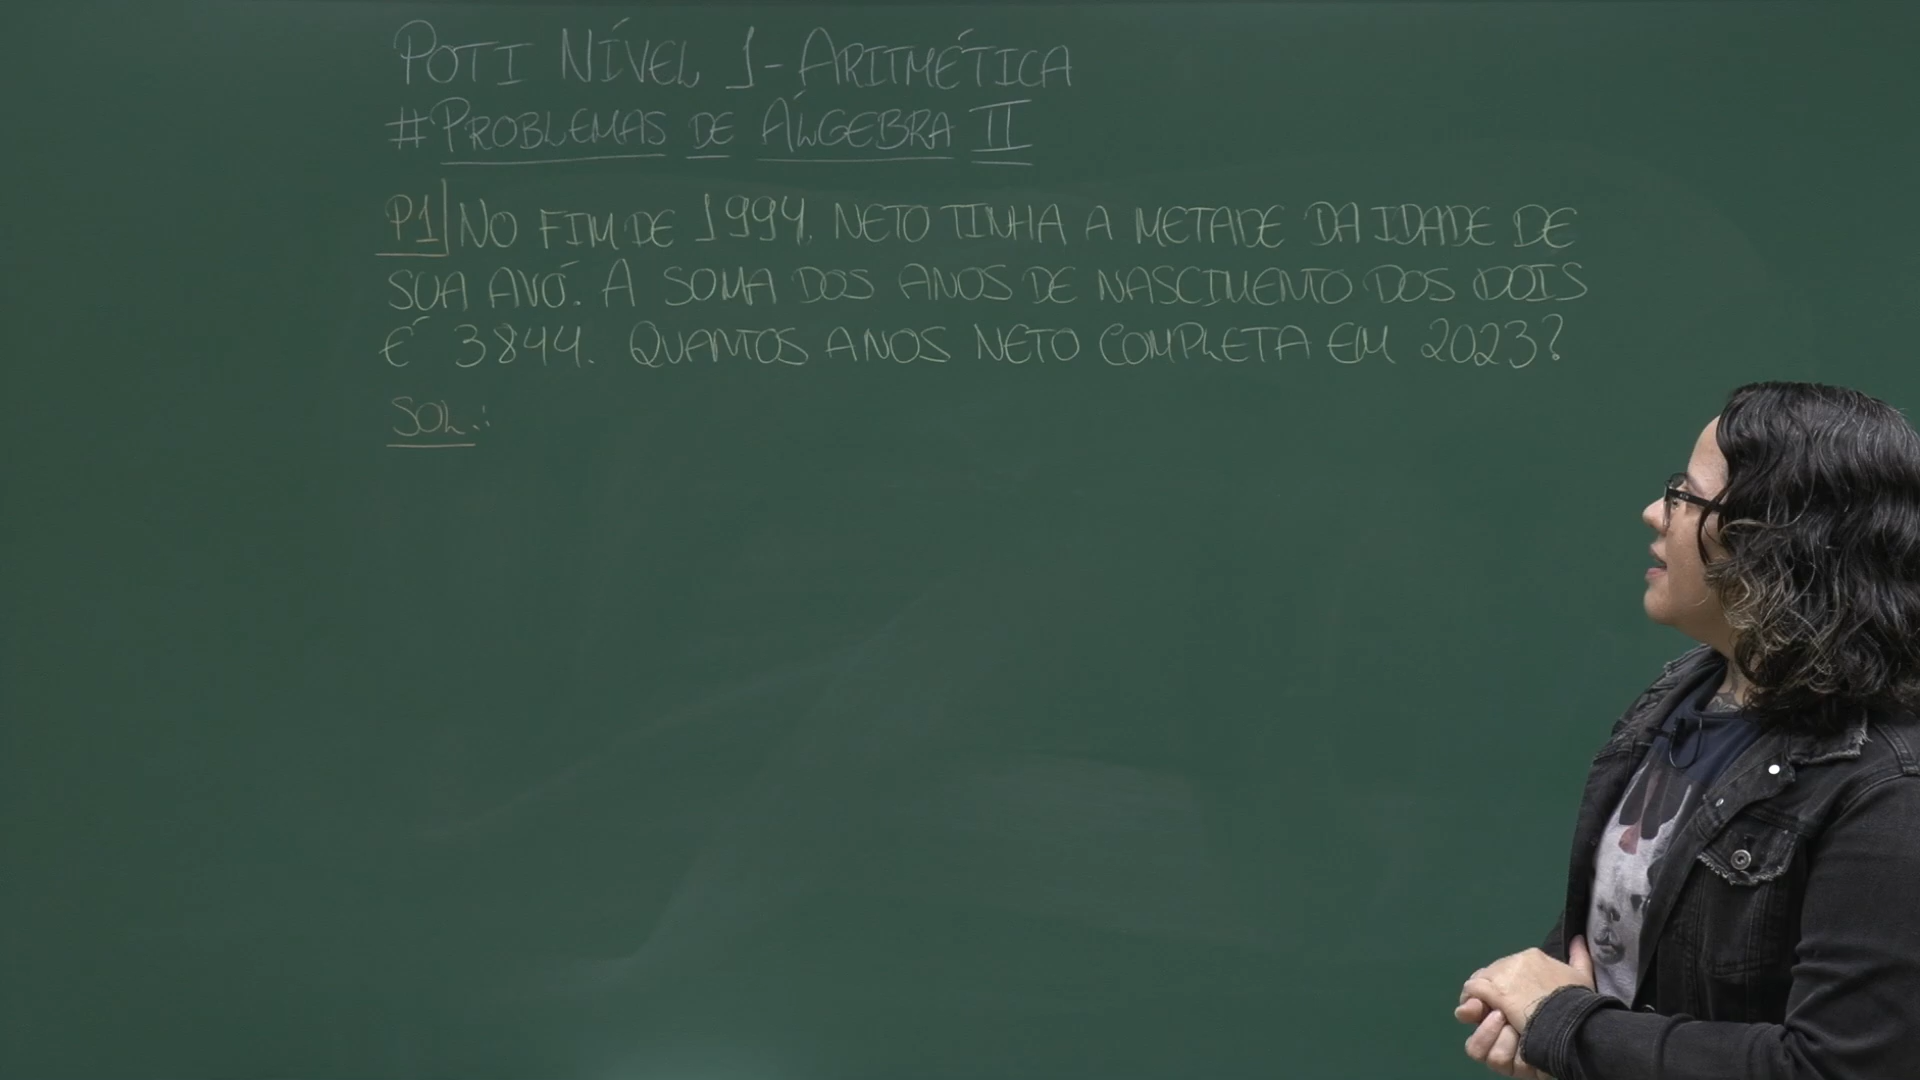 POTI NÍVEL 1-ARITMÉTICA
#PROBLEMAS DE ÁLGEBRA II
P1] NO FIM DE 1994, NETO TINHA A METADE DA IDADE DE
SUA AVÓ. A SOMA DOS ANOS DE NASCIMENTO DOS DOIS
É 3844. QUANTOS ANOS NETO COMPLETA EM 2023?
SOL.: